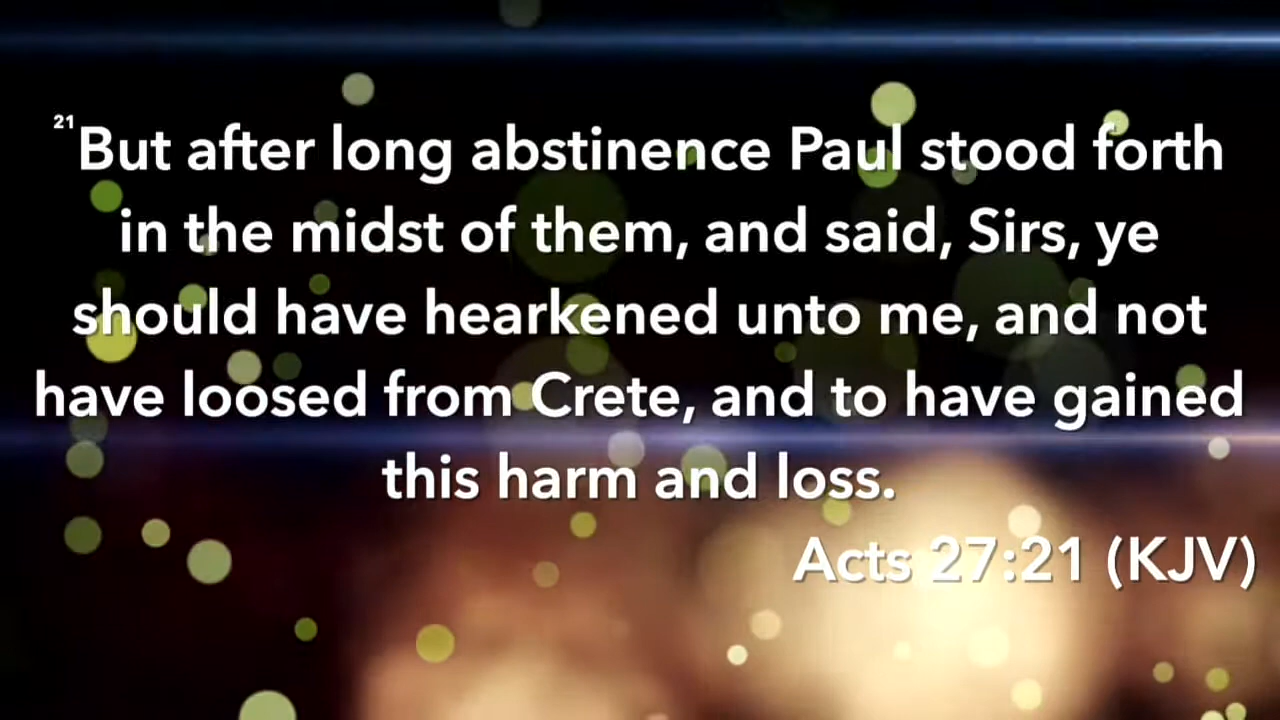 21But after long abstinence Paul stood forth
in the midst of them, and said, Sirs, ye
should have hearkened unto me, and not
have loosed from Crete, and to have gained
this harm and loss.
Acts 27:21 (KJV)